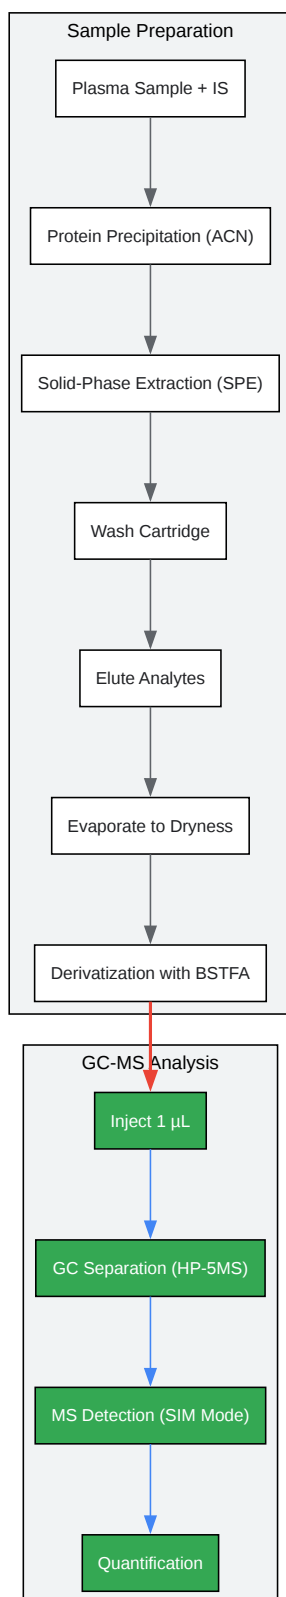 Sample Preparation
Plasma Sample + IS
Protein Precipitation (ACN)
Solid-Phase Extraction (SPE)
Wash Cartridge
Elute Analytes
Evaporate to Dryness
Derivatization with BSTFA
GC-MS Analysis
Inject 1 µL
GC Separation (HP-5MS)
MS Detection (SIM Mode)
Quantification